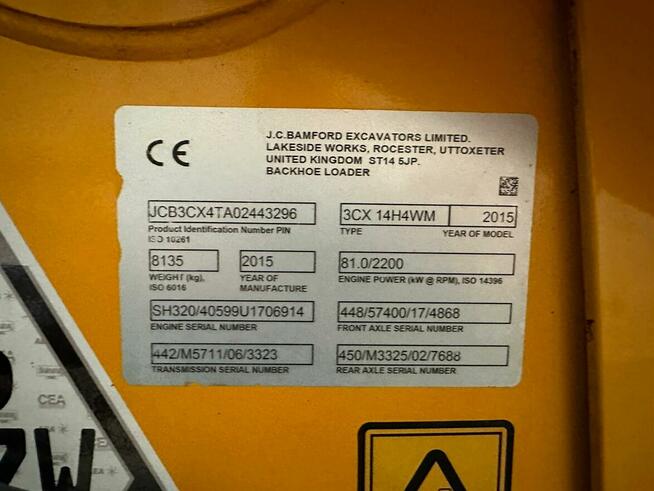 J.C.BAMFORD EXCAVATORS LIMITED.
LAKESIDE WORKS, ROCESTER, UTTOXETER
UNITED KINGDOM ST14 5JP.
BACKHOE LOADER
CE
JCB3CX4TA02443296
Product Identification Number PIN
ISO 10261
3CX 14H4WM 2015
TYPE YEAR OF MODEL
8135 2015
WEIGHT (kg), YEAR OF
ISO 6016 MANUFACTURE
81.0/2200
ENGINE POWER (kW @ RPM), ISO 14396
SH320/40599U1706914
ENGINE SERIAL NUMBER
448/57400/17/4868
FRONT AXLE SERIAL NUMBER
442/M5711/06/3323
TRANSMISSION SERIAL NUMBER
450/M3325/02/7688
REAR AXLE SERIAL NUMBER
CEA
ZW